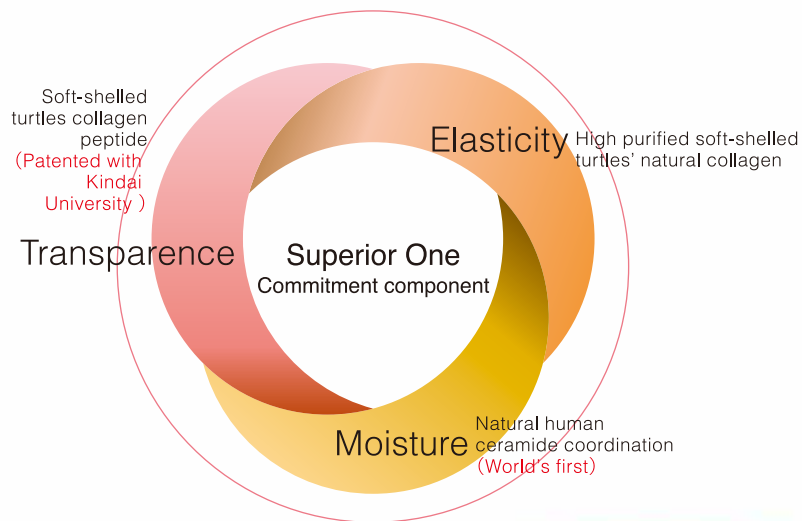 Soft-shelled
turtles collagen
peptide
(Patented with
Kindai
University )
Transparence
Elasticity
High purified soft-shelled
turtles' natural collagen
Superior One
Commitment component
Moisture
Natural human
ceramide coordination
(World's first)